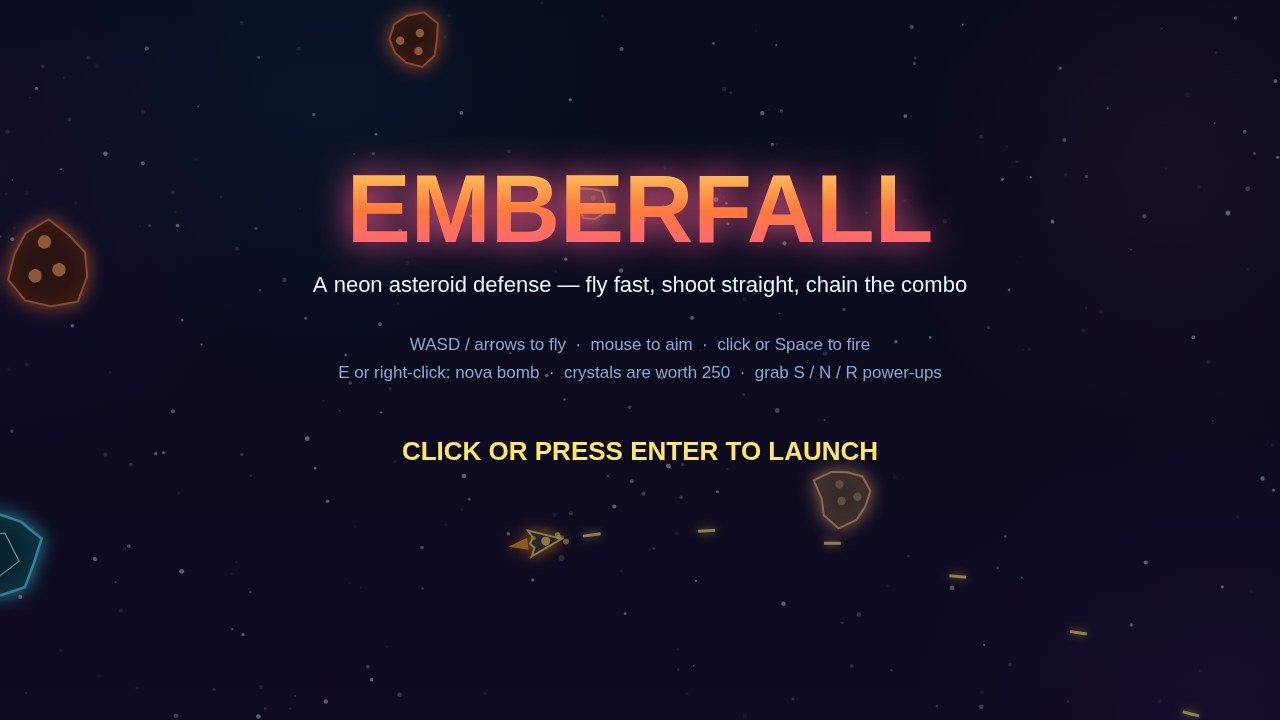 EMBERFALL
A neon asteroid defense — fly fast, shoot straight, chain the combo
WASD / arrows to fly · mouse to aim · click or Space to fire
E or right-click: nova bomb · crystals are worth 250 · grab S / N / R power-ups
CLICK OR PRESS ENTER TO LAUNCH